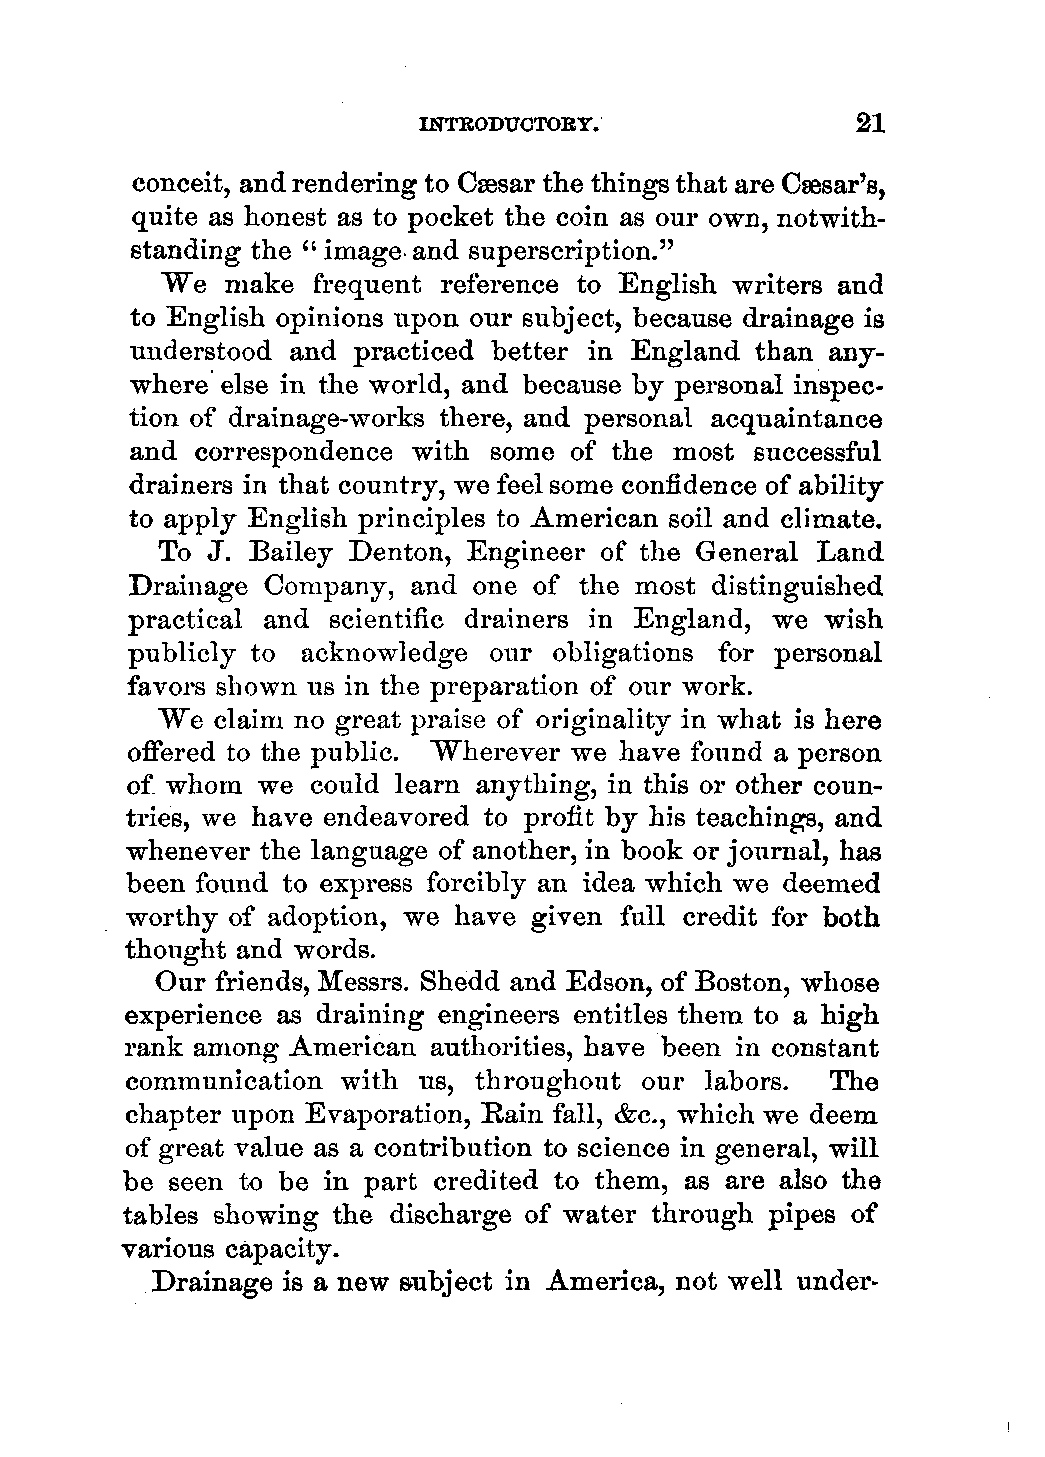 INTRODUCTORY. 21
conceit, and rendering to Cæsar the things that are Cæsar's,
quite as honest as to pocket the coin as our own, notwith-
standing the “ image and superscription.”
We make frequent reference to English writers and
to English opinions upon our subject, because drainage is
understood and practiced better in England than any-
where else in the world, and because by personal inspec-
tion of drainage-works there, and personal acquaintance
and correspondence with some of the most successful
drainers in that country, we feel some confidence of ability
to apply English principles to American soil and climate.
To J. Bailey Denton, Engineer of the General Land
Drainage Company, and one of the most distinguished
practical and scientific drainers in England, we wish
publicly to acknowledge our obligations for personal
favors shown us in the preparation of our work.
We claim no great praise of originality in what is here
offered to the public. Wherever we have found a person
of whom we could learn anything, in this or other coun-
tries, we have endeavored to profit by his teachings, and
whenever the language of another, in book or journal, has
been found to express forcibly an idea which we deemed
worthy of adoption, we have given full credit for both
thought and words.
Our friends, Messrs. Shedd and Edson, of Boston, whose
experience as draining engineers entitles them to a high
rank among American authorities, have been in constant
communication with us, throughout our labors. The
chapter upon Evaporation, Rain fall, &c., which we deem
of great value as a contribution to science in general, will
be seen to be in part credited to them, as are also the
tables showing the discharge of water through pipes of
various capacity.
Drainage is a new subject in America, not well under-